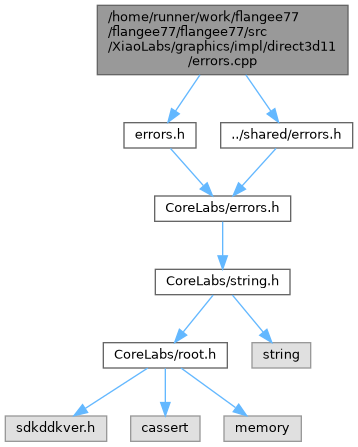 /home/runner/work/flangee77
/flangee77/flangee77/src
/XiaoLabs/graphics/impl/direct3d11
/errors.cpp
errors.h
../shared/errors.h
CoreLabs/errors.h
CoreLabs/string.h
CoreLabs/root.h
string
sdkddkver.h
cassert
memory